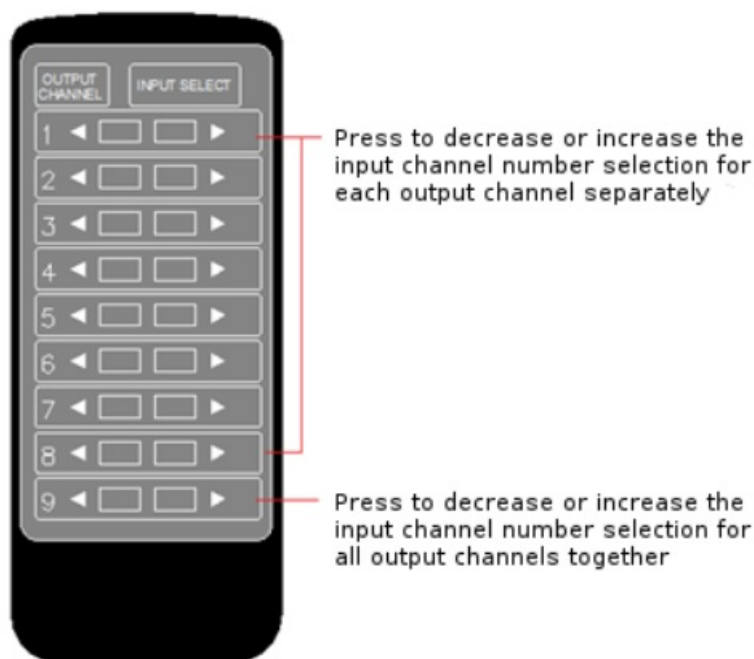 OUTPUT
CHANNEL
INPUT SELECT
1
Press to decrease or increase the
input channel number selection for
each output channel separately
2
3
4
5
6
7
8
9
Press to decrease or increase the
input channel number selection for
all output channels together